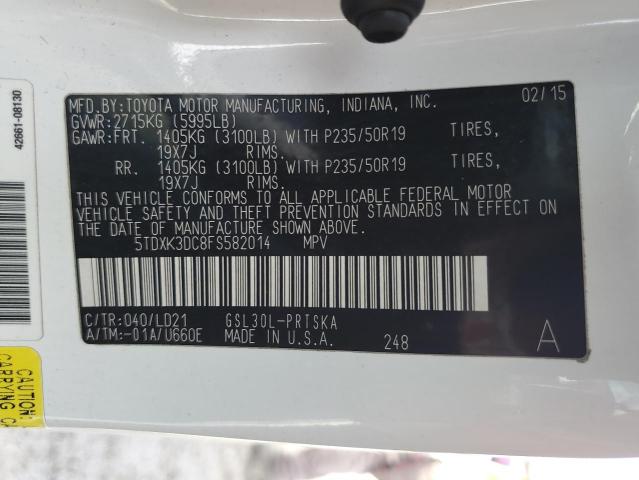 42661-08130
MFD.BY:TOYOTA MOTOR MANUFACTURING, INDIANA, INC. 02/15
GVWR:2715KG (5995LB)
GAWR:FRT. 1405KG (3100LB) WITH P235/50R19 TIRES,
19X7J RIMS.
RR. 1405KG (3100LB) WITH P235/50R19 TIRES,
19X7J RIMS.
THIS VEHICLE CONFORMS TO ALL APPLICABLE FEDERAL MOTOR
VEHICLE SAFETY AND THEFT PREVENTION STANDARDS IN EFFECT ON
THE DATE OF MANUFACTURE SHOWN ABOVE.
5TDXK3DC8FS582014 MPV
C/TR:040/LD21 GSL30L-PRTSKA
A/TM:-01A/U660E MADE IN U.S.A. 248 A
CAUTION:
CARRYING